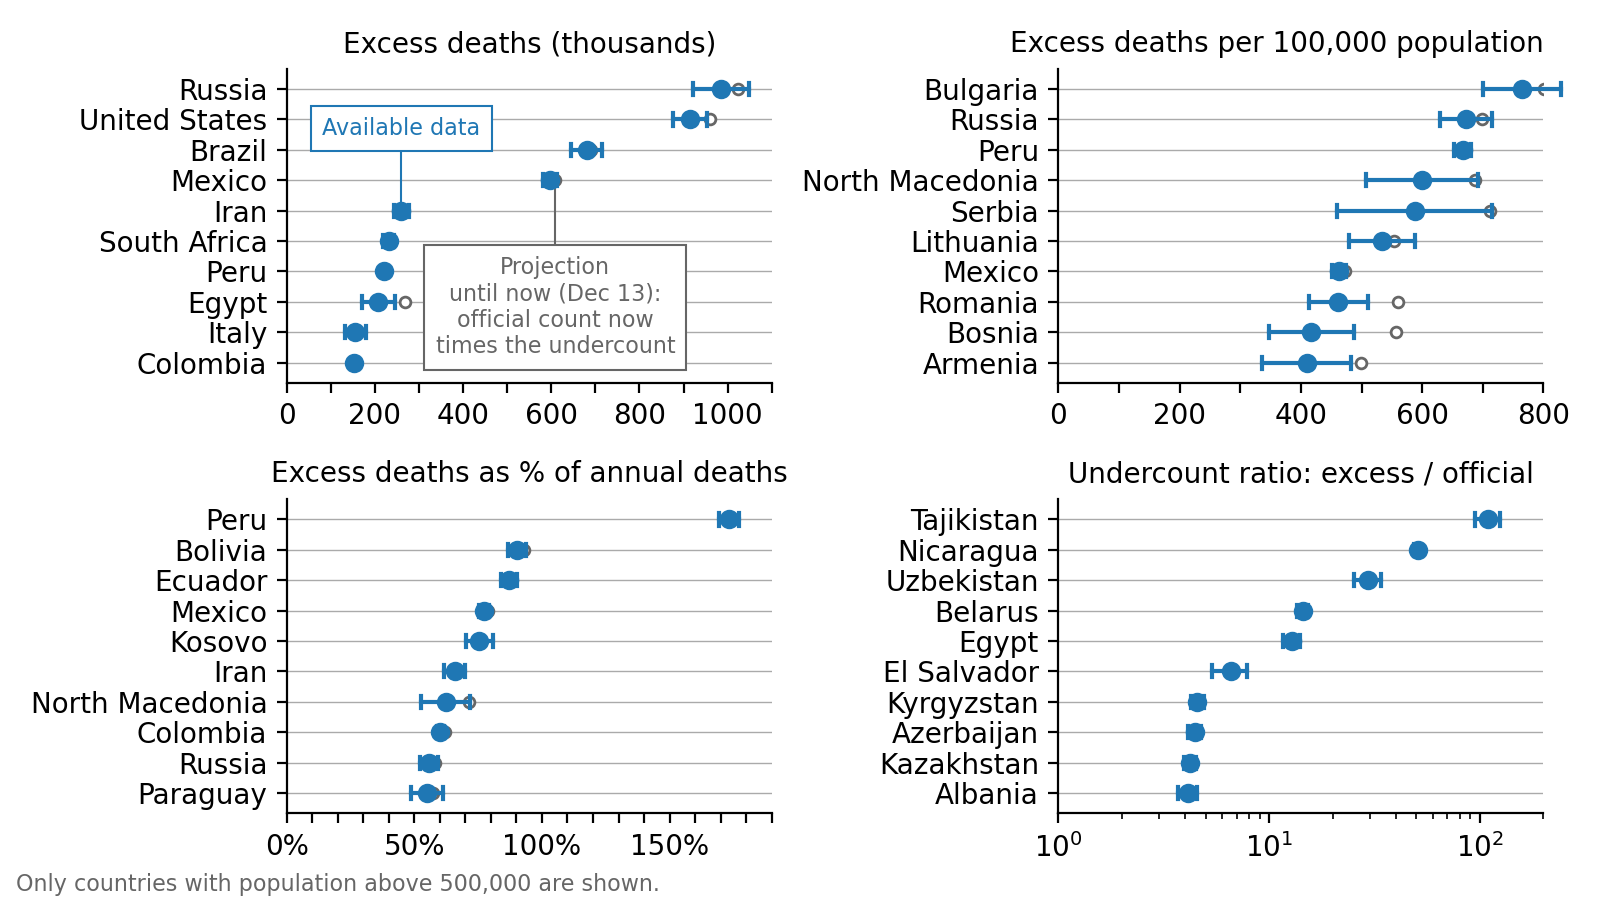 Excess deaths (thousands)
Russia
United States
Brazil
Mexico
Iran
South Africa
Peru
Egypt
Italy
Colombia
Available data
Projection
until now (Dec 13):
official count now
times the undercount
0 200 400 600 800 1000
Excess deaths per 100,000 population
Bulgaria
Russia
Peru
North Macedonia
Serbia
Lithuania
Mexico
Romania
Bosnia
Armenia
0 200 400 600 800
Excess deaths as % of annual deaths
Peru
Bolivia
Ecuador
Mexico
Kosovo
Iran
North Macedonia
Colombia
Russia
Paraguay
0% 50% 100% 150%
Undercount ratio: excess / official
Tajikistan
Nicaragua
Uzbekistan
Belarus
Egypt
El Salvador
Kyrgyzstan
Azerbaijan
Kazakhstan
Albania
10⁰ 10¹ 10²
Only countries with population above 500,000 are shown.